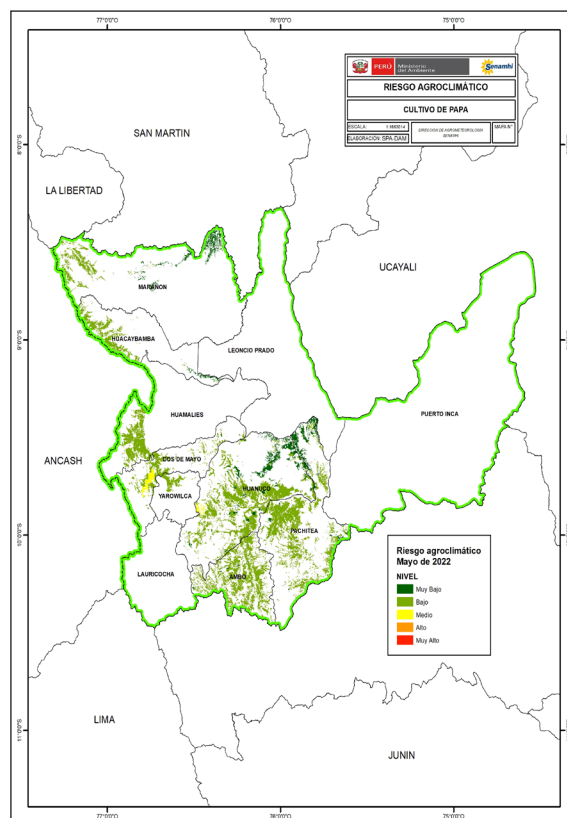 77°0'0"S
76°0'0"S
75°0'0"S
PERÚ
Ministerio
del Ambiente
Senamhi
RIESGO AGROCLIMÁTICO
CULTIVO DE PAPA
ESCALA:
DIRECCION DE AGROMETEOROLOGIA
SENAMHI
MAPA N°
ELABORACIÓN: SPA-DAM
SAN MARTIN
8°0'0"S
LA LIBERTAD
UCAYALI
MARAÑON
HUACAYBAMBA
9°0'0"S
LEONCIO PRADO
HUAMALIES
PUERTO INCA
ANCASH
DOS DE MAYO
HUANUCO
YAROWILCA
PACHITEA
10°0'0"S
LAURICOCHA
AMBO
Riesgo agroclimático
Mayo de 2022
NIVEL
Muy Bajo
Bajo
Medio
Alto
Muy Alto
LIMA
11°0'0"S
JUNIN
77°0'0"S
76°0'0"S
75°0'0"S